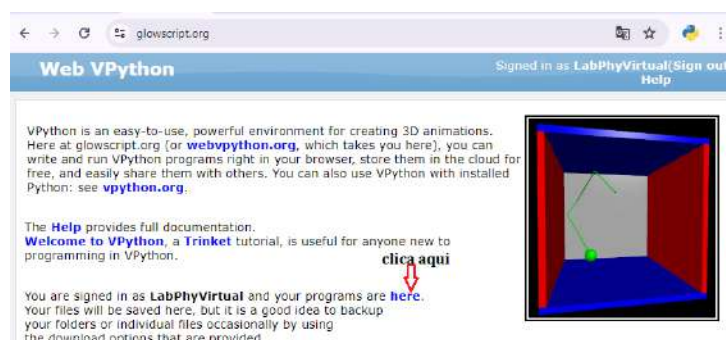 glowscript.org
Web VPython
Signed in as LabPhyVirtual(Sign out
Help
VPython is an easy-to-use, powerful environment for creating 3D animations.
Here at glowscript.org (or webvpython.org, which takes you here), you can
write and run VPython programs right in your browser, store them in the cloud for
free, and easily share them with others. You can also use VPython with installed
Python: see vpython.org.
The Help provides full documentation.
Welcome to VPython, a Trinket tutorial, is useful for anyone new to
programming in VPython.
clica aqui
You are signed in as LabPhyVirtual and your programs are here.
Your files will be saved here, but it is a good idea to backup
your folders or individual files occasionally by using
the download options that are provided